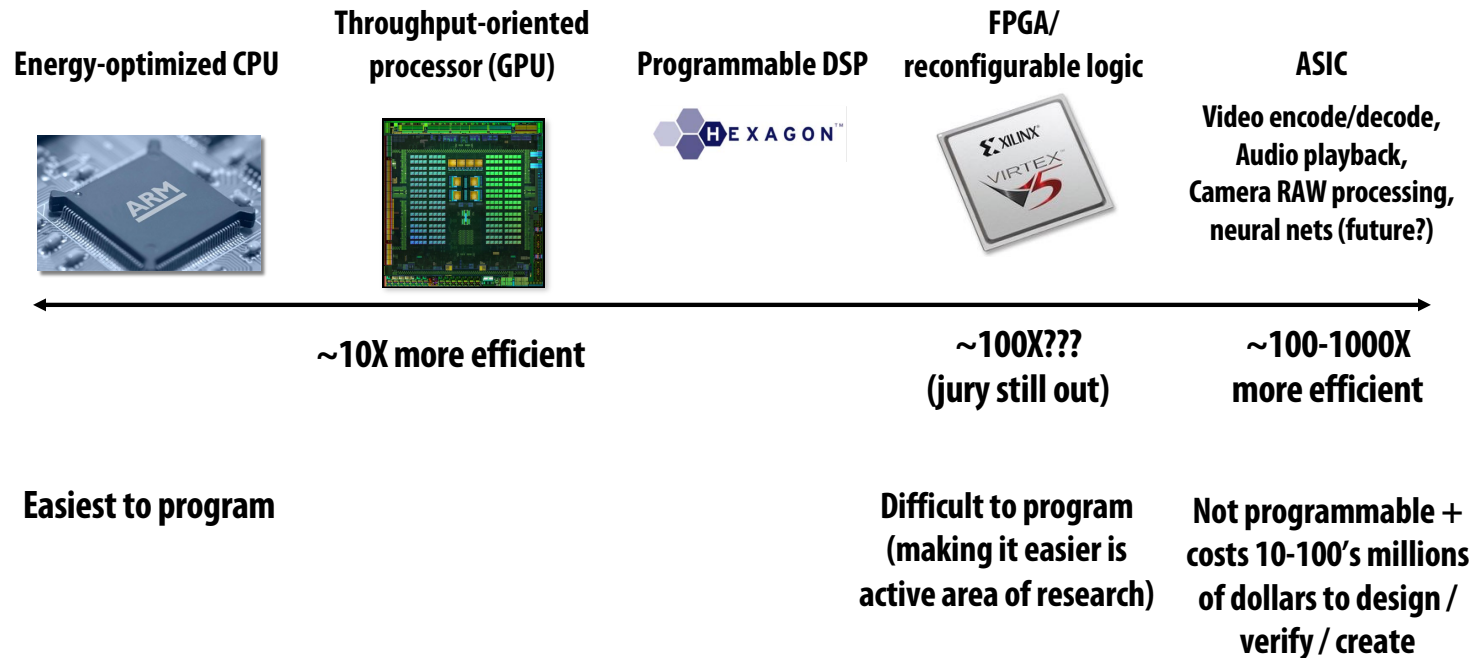 Energy-optimized CPU
Throughput-oriented
processor (GPU)
Programmable DSP
FPGA/
reconfigurable logic
ASIC
ARM
HEXAGON™
XILINX®
VIRTEX™
5
Video encode/decode,
Audio playback,
Camera RAW processing,
neural nets (future?)
~10X more efficient
~100X???
(jury still out)
~100-1000X
more efficient
Easiest to program
Difficult to program
(making it easier is
active area of research)
Not programmable +
costs 10-100's millions
of dollars to design /
verify / create